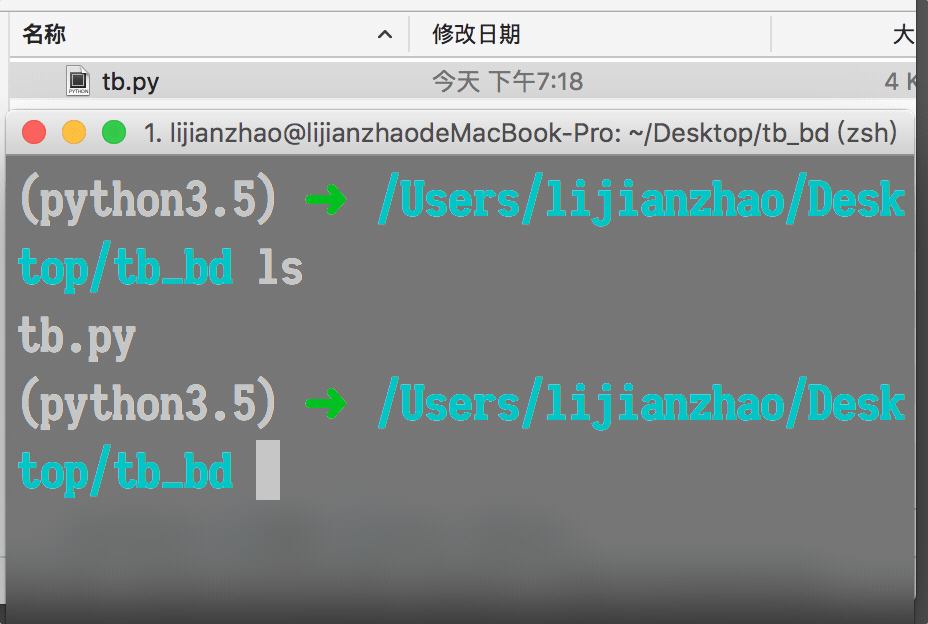 名称 修改日期 大
tb.py 今天 下午7:18 4 K
1. lijianzhao@lijianzhaodeMacBook-Pro: ~/Desktop/tb_bd (zsh)
(python3.5) ➜ /Users/lijianzhao/Desk
top/tb_bd ls
tb.py
(python3.5) ➜ /Users/lijianzhao/Desk
top/tb_bd